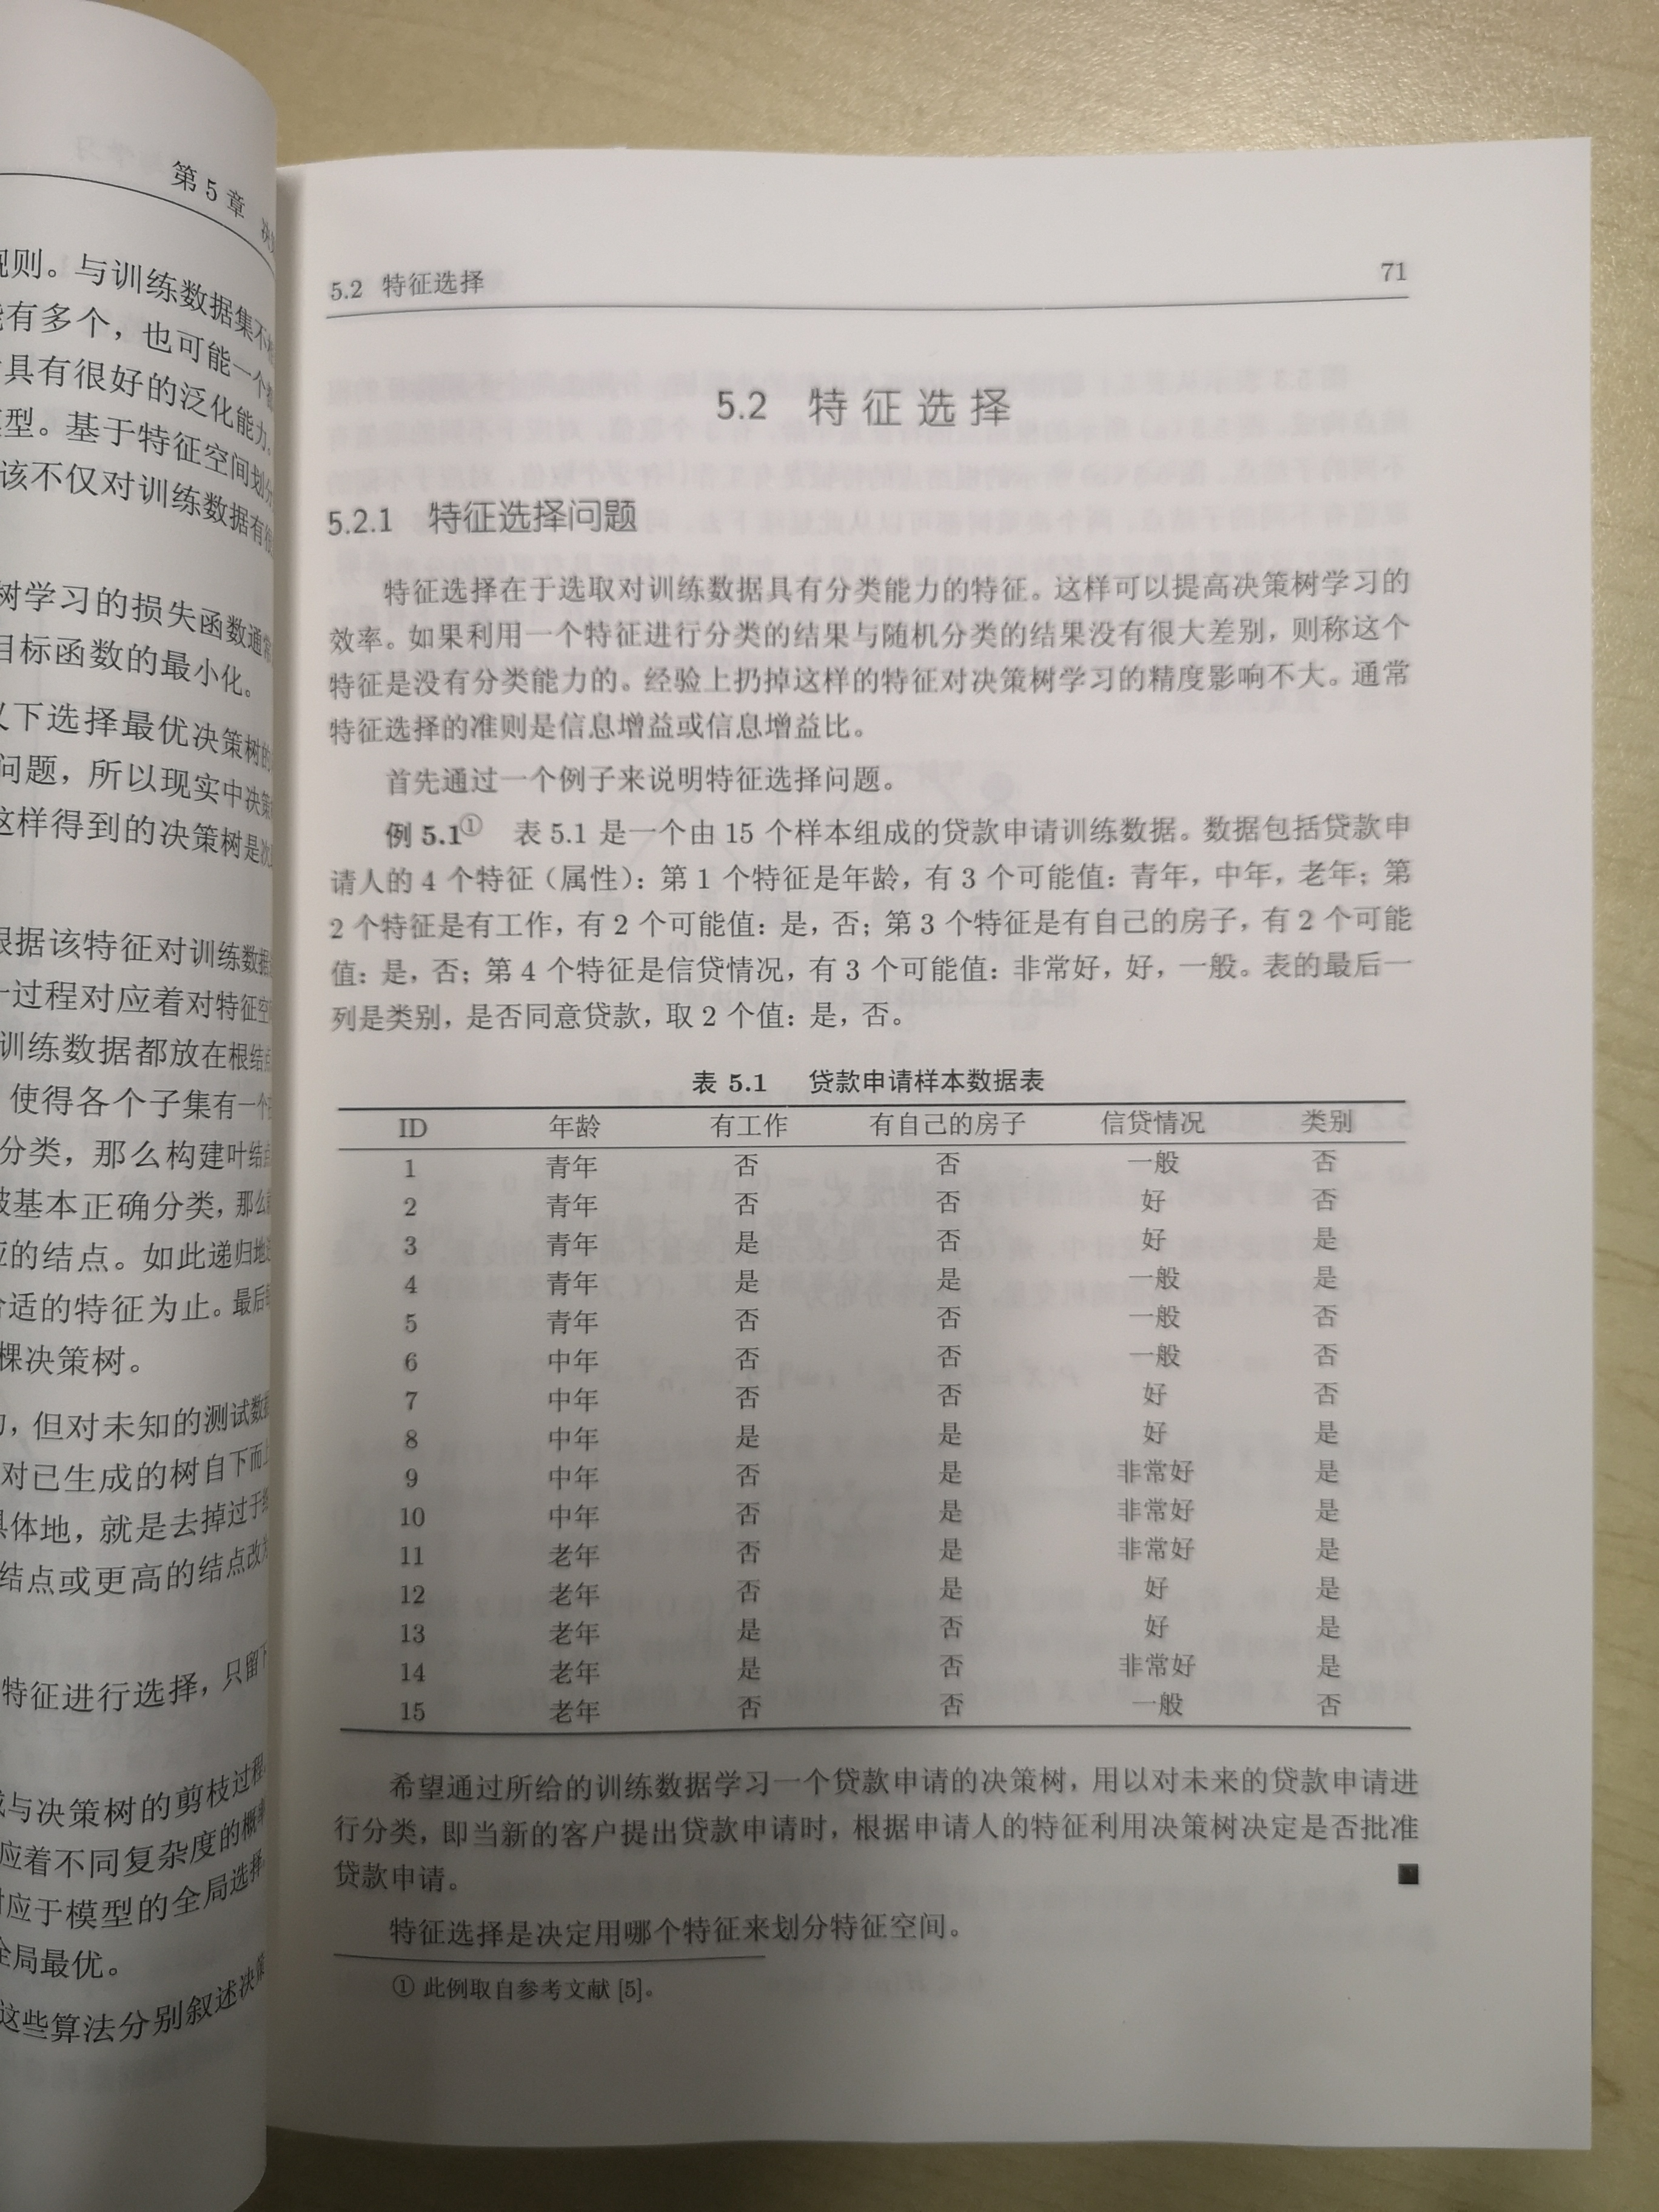 第 5 章
规则。与训练数据集不
有多个，也可能一个
具有很好的泛化能力。
型。基于特征空间划分
该不仅对训练数据有很
树学习的损失函数通常
目标函数的最小化。
下选择最优决策树的
问题，所以现实中决策
这样得到的决策树是次
根据该特征对训练数据
一过程对应着对特征空
训练数据都放在根结点
使得各个子集有一个
分类，那么构建叶结点
被基本正确分类，那么
应的结点。如此递归地
合适的特征为止。最后
棵决策树。
，但对未知的测试数据
对已生成的树自下而上
具体地，就是去掉过于
结点或更高的结点改为
特征进行选择，只留下
与决策树的剪枝过程
应着不同复杂度的概率
对应于模型的全局选择
全局最优。
这些算法分别叙述决策
5.2 特征选择 71
5.2 特征选择
5.2.1 特征选择问题
特征选择在于选取对训练数据具有分类能力的特征。这样可以提高决策树学习的
效率。如果利用一个特征进行分类的结果与随机分类的结果没有很大差别，则称这个
特征是没有分类能力的。经验上扔掉这样的特征对决策树学习的精度影响不大。通常
特征选择的准则是信息增益或信息增益比。
首先通过一个例子来说明特征选择问题。
例 5.1① 表 5.1 是一个由 15 个样本组成的贷款申请训练数据。数据包括贷款申
请人的 4 个特征（属性）：第 1 个特征是年龄，有 3 个可能值：青年，中年，老年；第
2 个特征是有工作，有 2 个可能值：是，否；第 3 个特征是有自己的房子，有 2 个可能
值：是，否；第 4 个特征是信贷情况，有 3 个可能值：非常好，好，一般。表的最后一
列是类别，是否同意贷款，取 2 个值：是，否。
表 5.1 贷款申请样本数据表
ID 年龄 有工作 有自己的房子 信贷情况 类别
1 青年 否 否 一般 否
2 青年 否 否 好 否
3 青年 是 否 好 是
4 青年 是 是 一般 是
5 青年 否 否 一般 否
6 中年 否 否 一般 否
7 中年 否 否 好 否
8 中年 是 是 好 是
9 中年 否 是 非常好 是
10 中年 否 是 非常好 是
11 老年 否 是 非常好 是
12 老年 否 是 好 是
13 老年 是 否 好 是
14 老年 是 否 非常好 是
15 老年 否 否 一般 否
希望通过所给的训练数据学习一个贷款申请的决策树，用以对未来的贷款申请进
行分类，即当新的客户提出贷款申请时，根据申请人的特征利用决策树决定是否批准
贷款申请。 ■
特征选择是决定用哪个特征来划分特征空间。
① 此例取自参考文献 [5]。